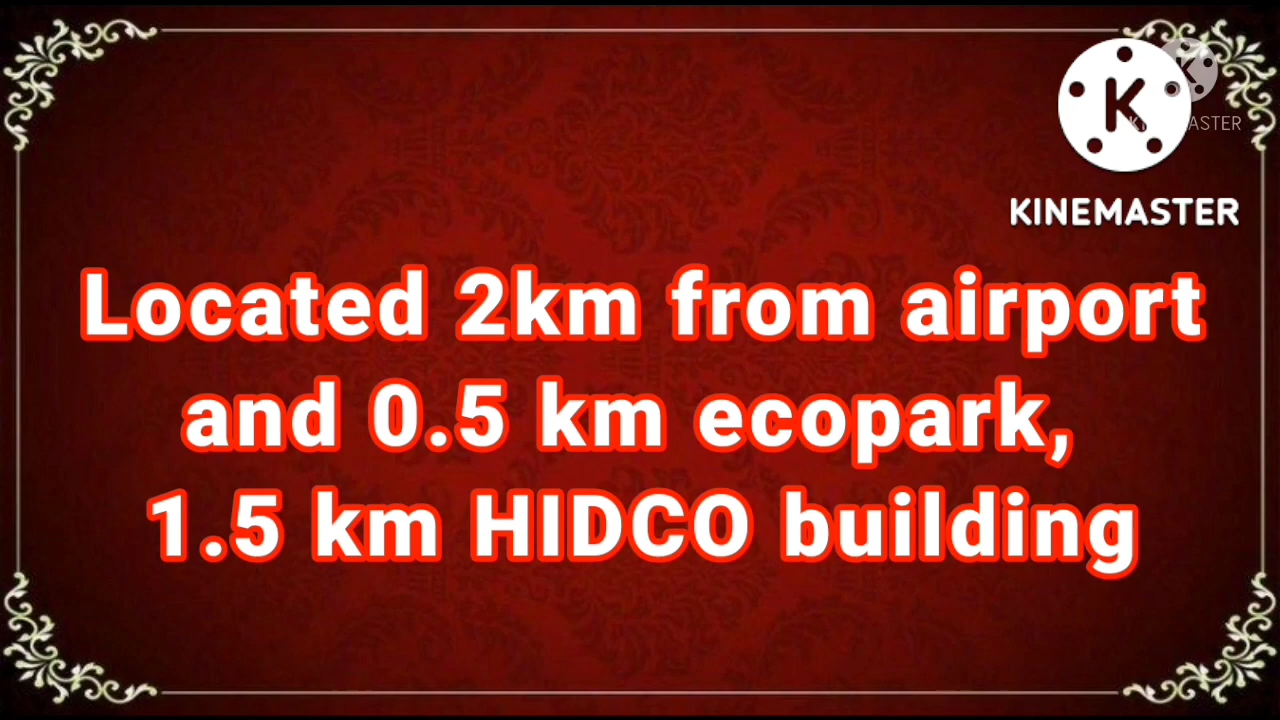 K
KINEMASTER
Located 2km from airport
and 0.5 km ecopark,
1.5 km HIDCO building